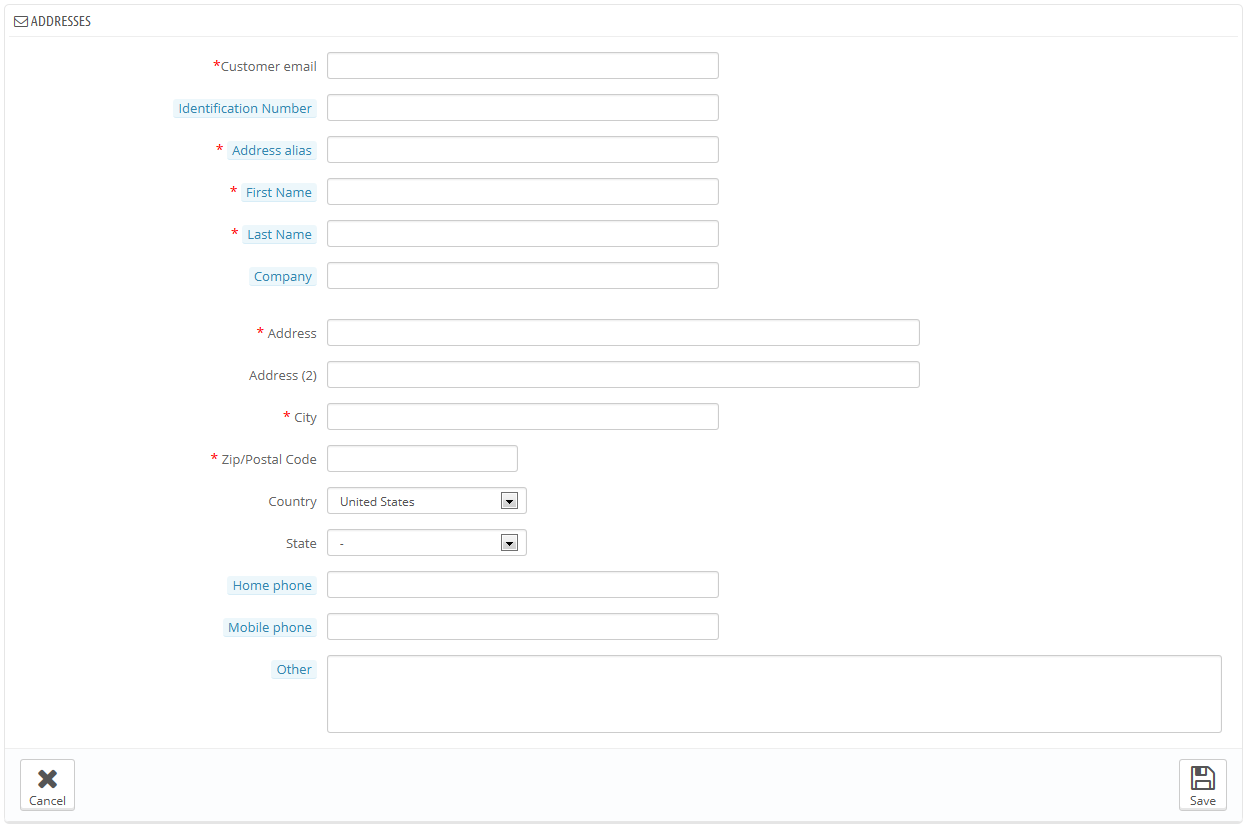 ADDRESSES
*Customer email
Identification Number
* Address alias
* First Name
* Last Name
Company
* Address
Address (2)
* City
* Zip/Postal Code
Country United States
State -
Home phone
Mobile phone
Other
Cancel Save